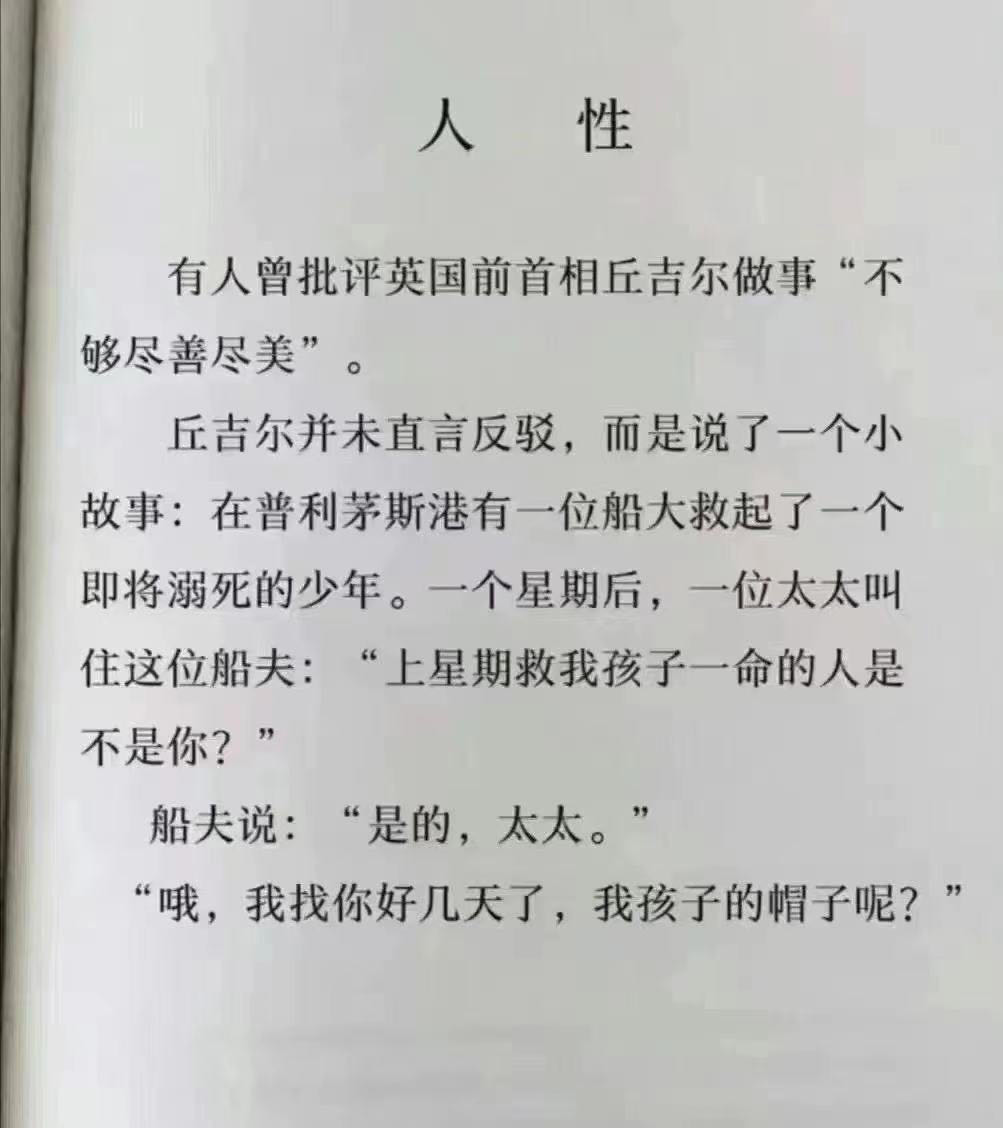 人 性
有人曾批评英国前首相丘吉尔做事“不
够尽善尽美”。
丘吉尔并未直言反驳，而是说了一个小
故事：在普利茅斯港有一位船大救起了一个
即将溺死的少年。一个星期后，一位太太叫
住这位船夫：“上星期救我孩子一命的人是
不是你？”
船夫说：“是的，太太。”
“哦，我找你好几天了，我孩子的帽子呢？”